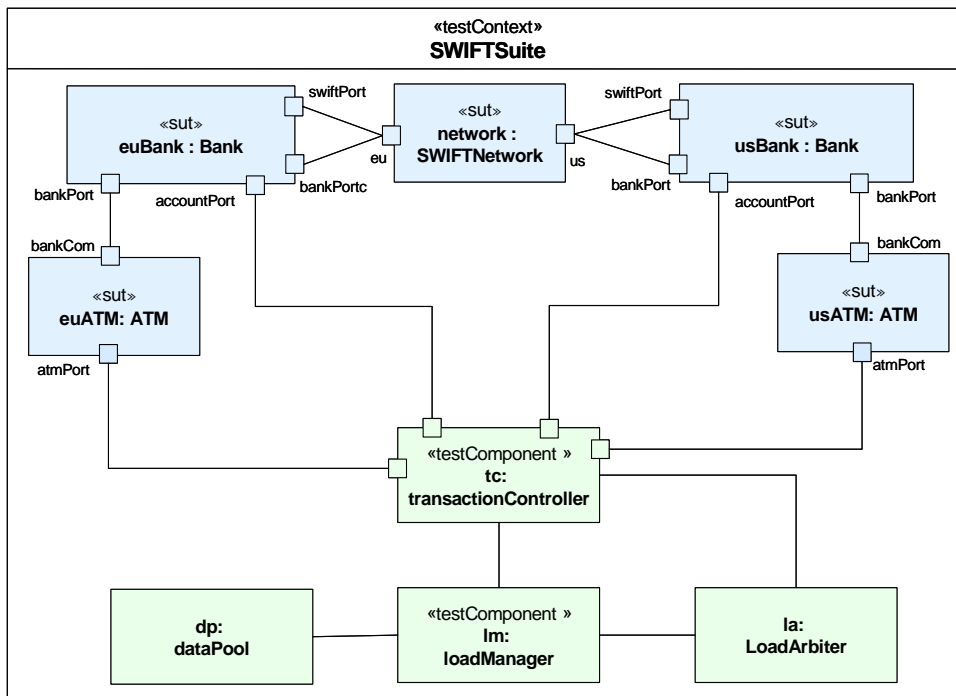 «testContext»
SWIFTSuite
swiftPort
swiftPort
«sut»
euBank : Bank
«sut»
network :
SWIFTNetwork
«sut»
usBank : Bank
eu
us
bankPort
accountPort
bankPortc
bankPort
accountPort
bankPort
bankCom
bankCom
«sut»
euATM: ATM
«sut»
usATM: ATM
atmPort
atmPort
«testComponent »
tc:
transactionController
dp:
dataPool
«testComponent »
lm:
loadManager
la:
LoadArbiter